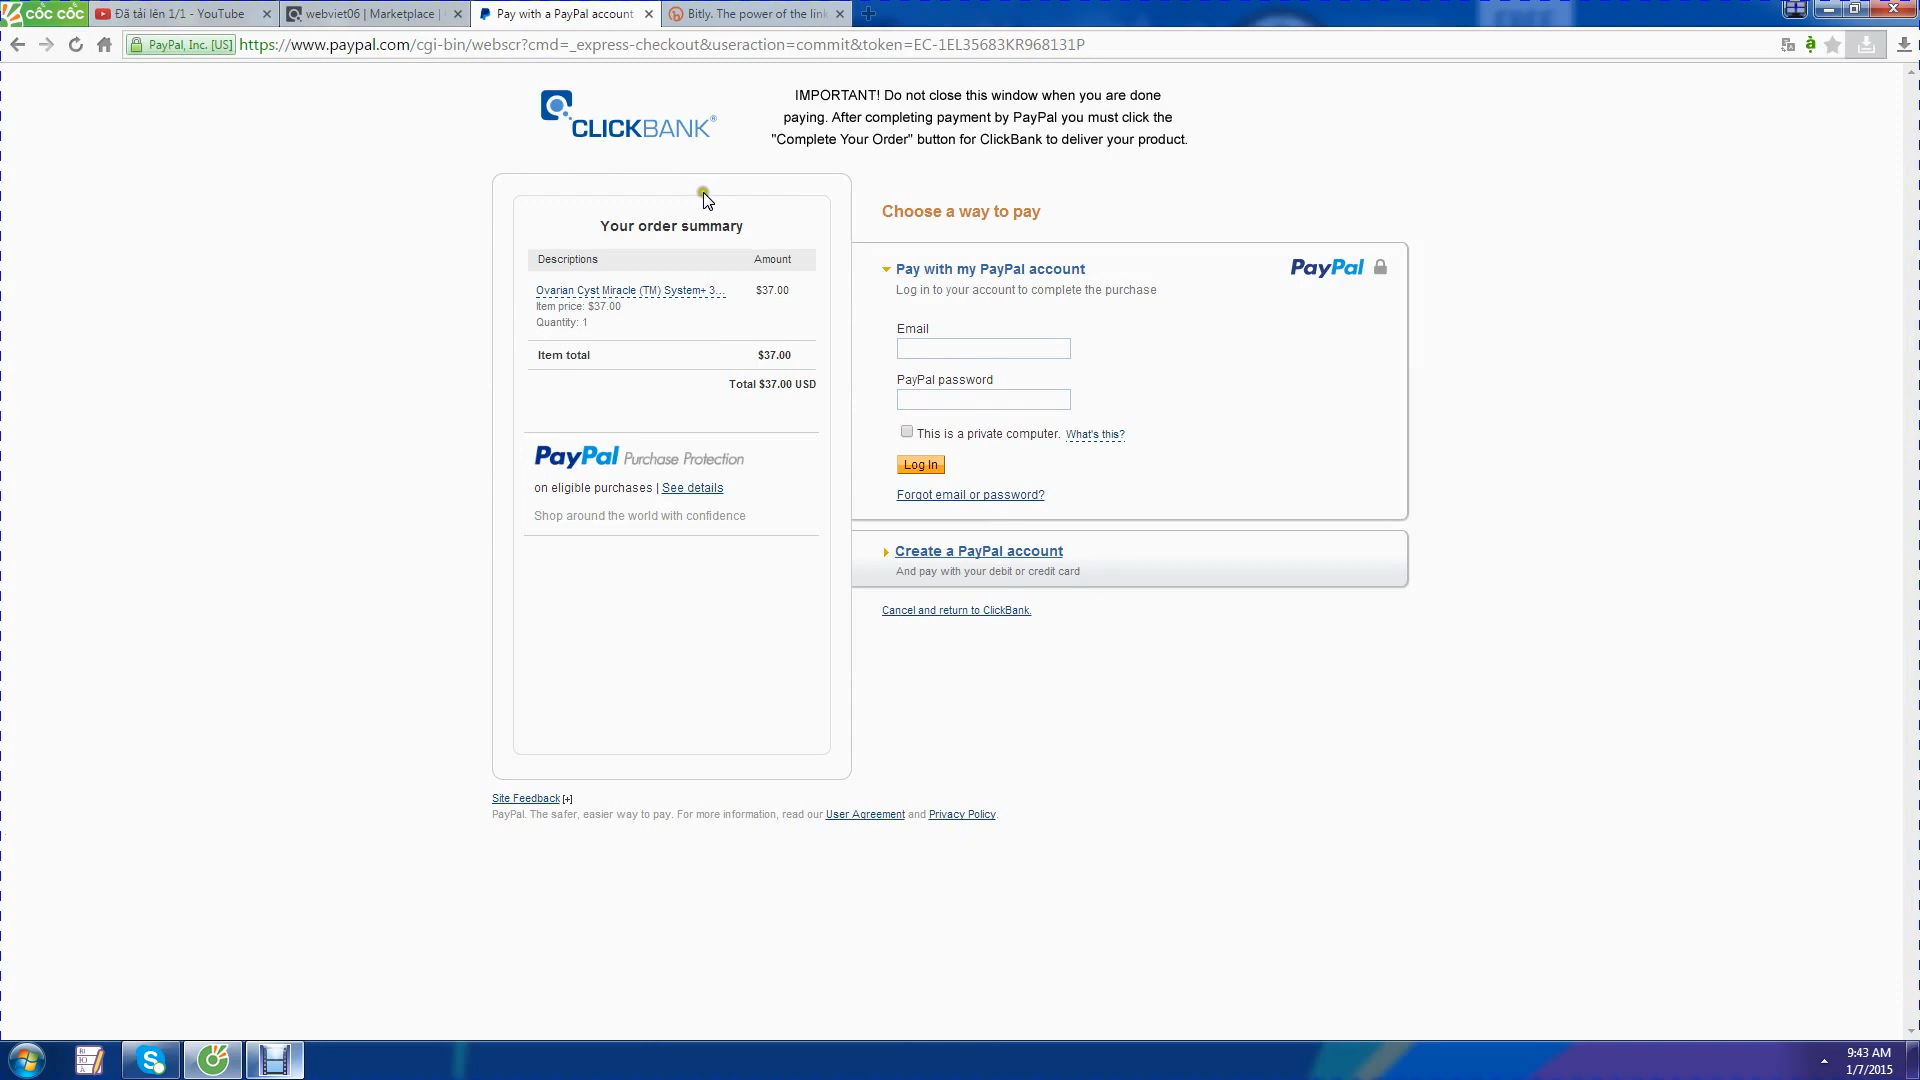 cốc cốc
Đã tải lên 1/1 - YouTube
webviet06 | Marketplace |
Pay with a PayPal account
Bitly. The power of the link
PayPal, Inc. [US]
https://www.paypal.com/cgi-bin/webscr?cmd=_express-checkout&useraction=commit&token=EC-1EL35683KR968131P
CLICKBANK®
IMPORTANT! Do not close this window when you are done
paying. After completing payment by PayPal you must click the
"Complete Your Order" button for ClickBank to deliver your product.
Your order summary
Descriptions Amount
Ovarian Cyst Miracle (TM) System+ 3... $37.00
Item price: $37.00
Quantity: 1
Item total $37.00
Total $37.00 USD
PayPal Purchase Protection
on eligible purchases | See details
Shop around the world with confidence
Choose a way to pay
Pay with my PayPal account
PayPal
Log in to your account to complete the purchase
Email
PayPal password
This is a private computer. What's this?
Log In
Forgot email or password?
Create a PayPal account
And pay with your debit or credit card
Cancel and return to ClickBank.
Site Feedback [+]
PayPal. The safer, easier way to pay. For more information, read our User Agreement and Privacy Policy.
9:43 AM
1/7/2015